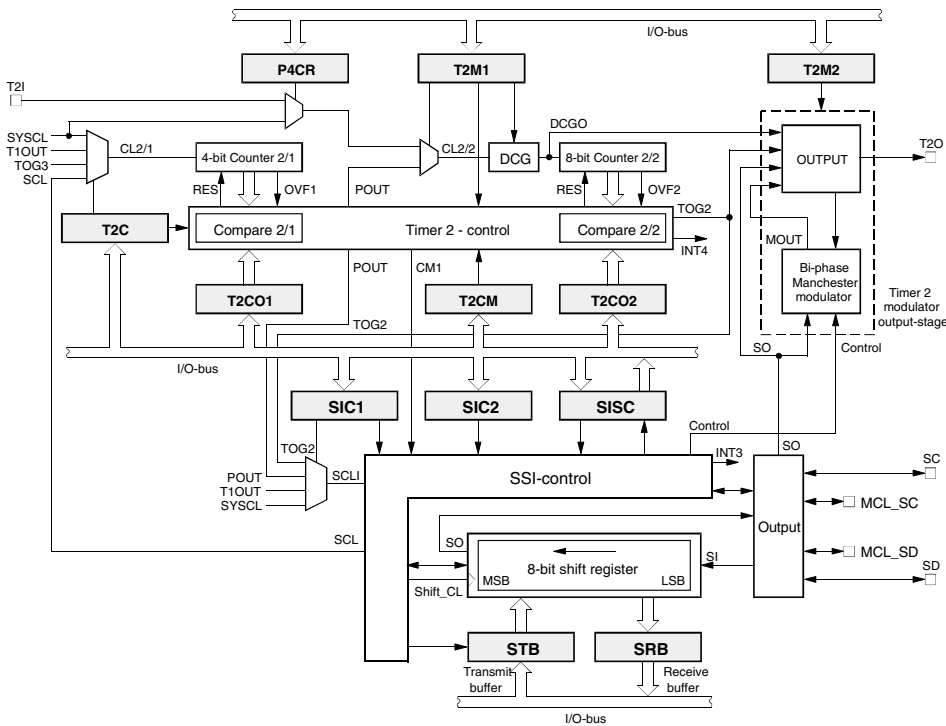 I/O-bus
P4CR
T2M1
T2M2
T2I
SYSCL
T1OUT
TOG3
SCL
CL2/1
4-bit Counter 2/1
CL2/2
DCG
DCGO
8-bit Counter 2/2
OUTPUT
T2O
RES
OVF1
POUT
RES
OVF2
TOG2
T2C
Compare 2/1
Timer 2 - control
Compare 2/2
INT4
MOUT
Bi-phase
Manchester
modulator
Timer 2
modulator
output-stage
POUT
CM1
T2CO1
T2CM
T2CO2
TOG2
SO
Control
I/O-bus
SIC1
SIC2
SISC
Control
TOG2
POUT
T1OUT
SYSCL
SCLI
SSI-control
INT3
SO
Output
SC
MCL_SC
MCL_SD
SD
SCL
SO
SI
8-bit shift register
MSB
LSB
Shift_CL
STB
SRB
Transmit
buffer
Receive
buffer
I/O-bus